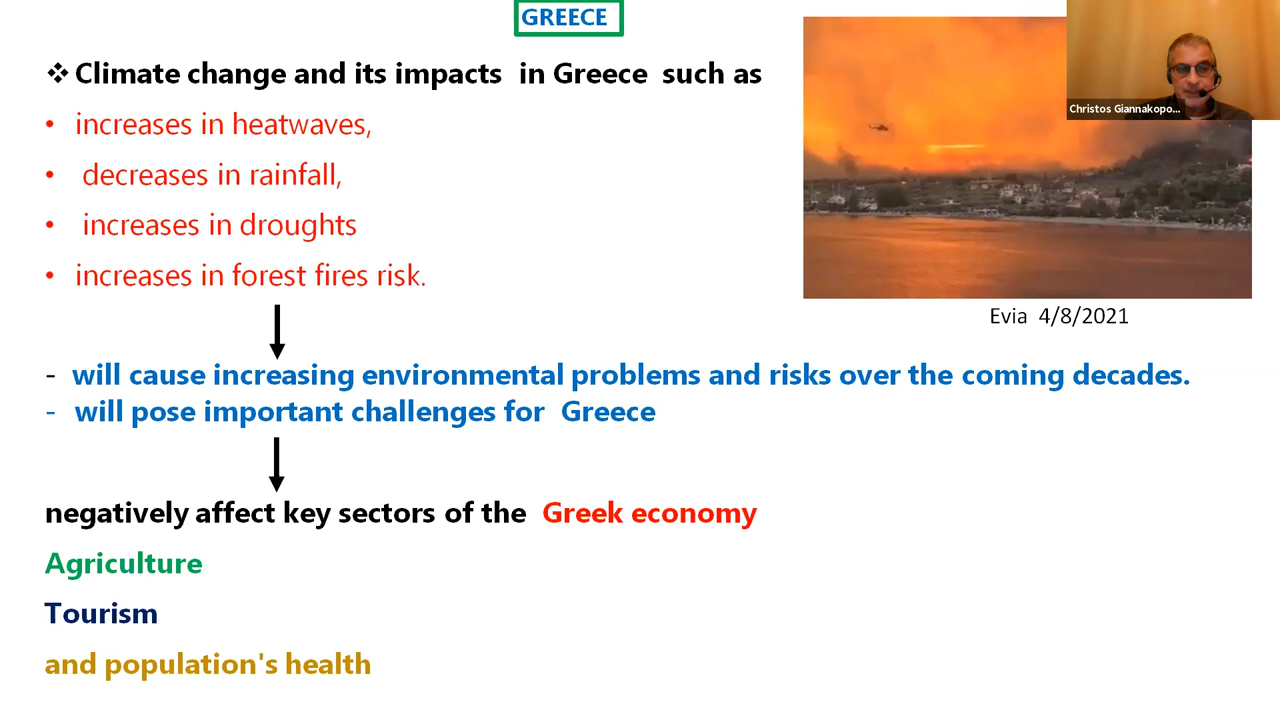 GREECE
❖ Climate change and its impacts in Greece such as
• increases in heatwaves,
• decreases in rainfall,
• increases in droughts
• increases in forest fires risk.
Christos Giannakopo...
Evia 4/8/2021
- will cause increasing environmental problems and risks over the coming decades.
- will pose important challenges for Greece
negatively affect key sectors of the Greek economy
Agriculture
Tourism
and population's health